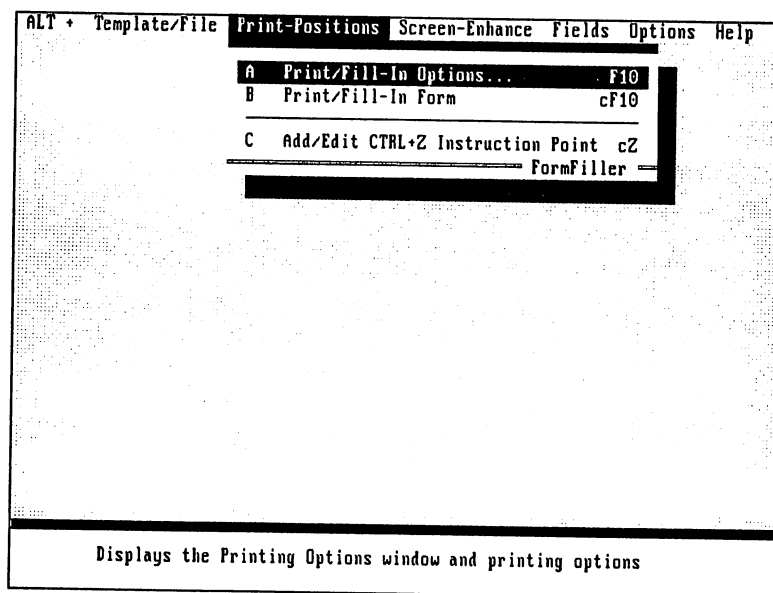 ALT + Template/File Print-Positions Screen-Enhance Fields Options Help
A Print/Fill-In Options... F10
B Print/Fill-In Form cF10
C Add/Edit CTRL+Z Instruction Point cZ
FormFiller
Displays the Printing Options window and printing options